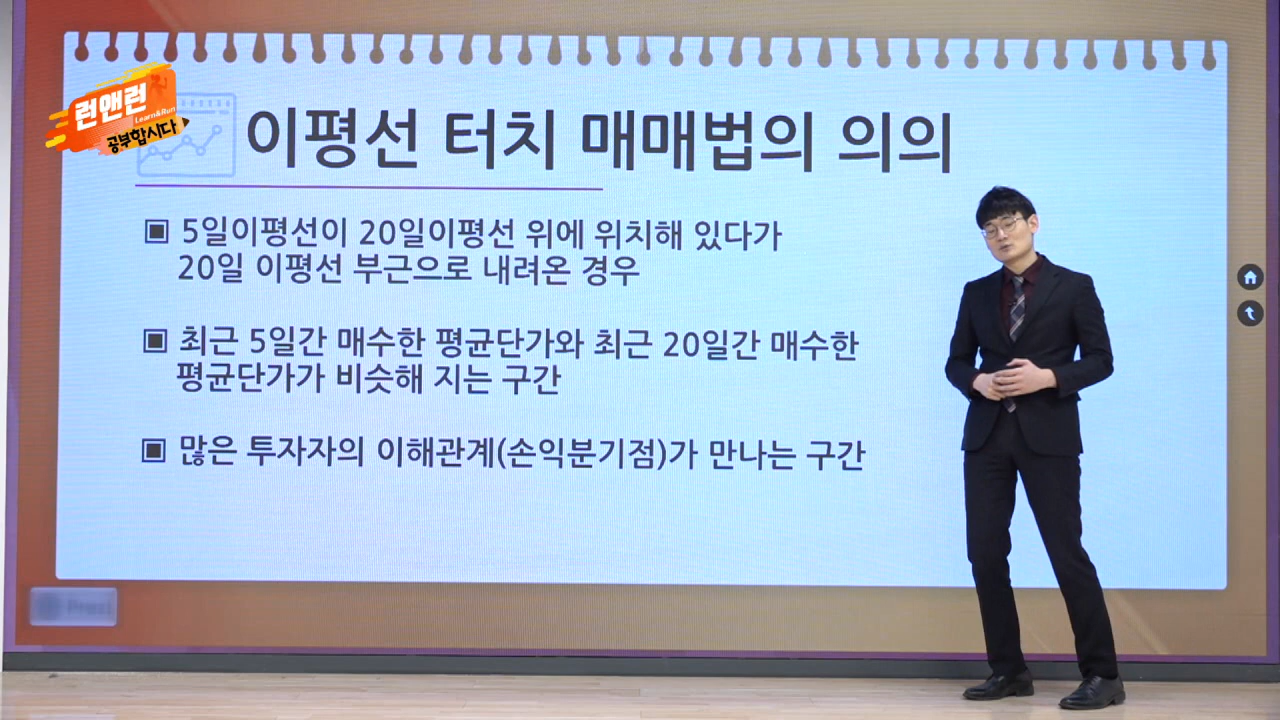 런앤런
Learn&Run
공부합시다
이평선 터치 매매법의 의의
▣ 5일이평선이 20일이평선 위에 위치해 있다가
20일 이평선 부근으로 내려온 경우
▣ 최근 5일간 매수한 평균단가와 최근 20일간 매수한
평균단가가 비슷해 지는 구간
▣ 많은 투자자의 이해관계(손익분기점)가 만나는 구간